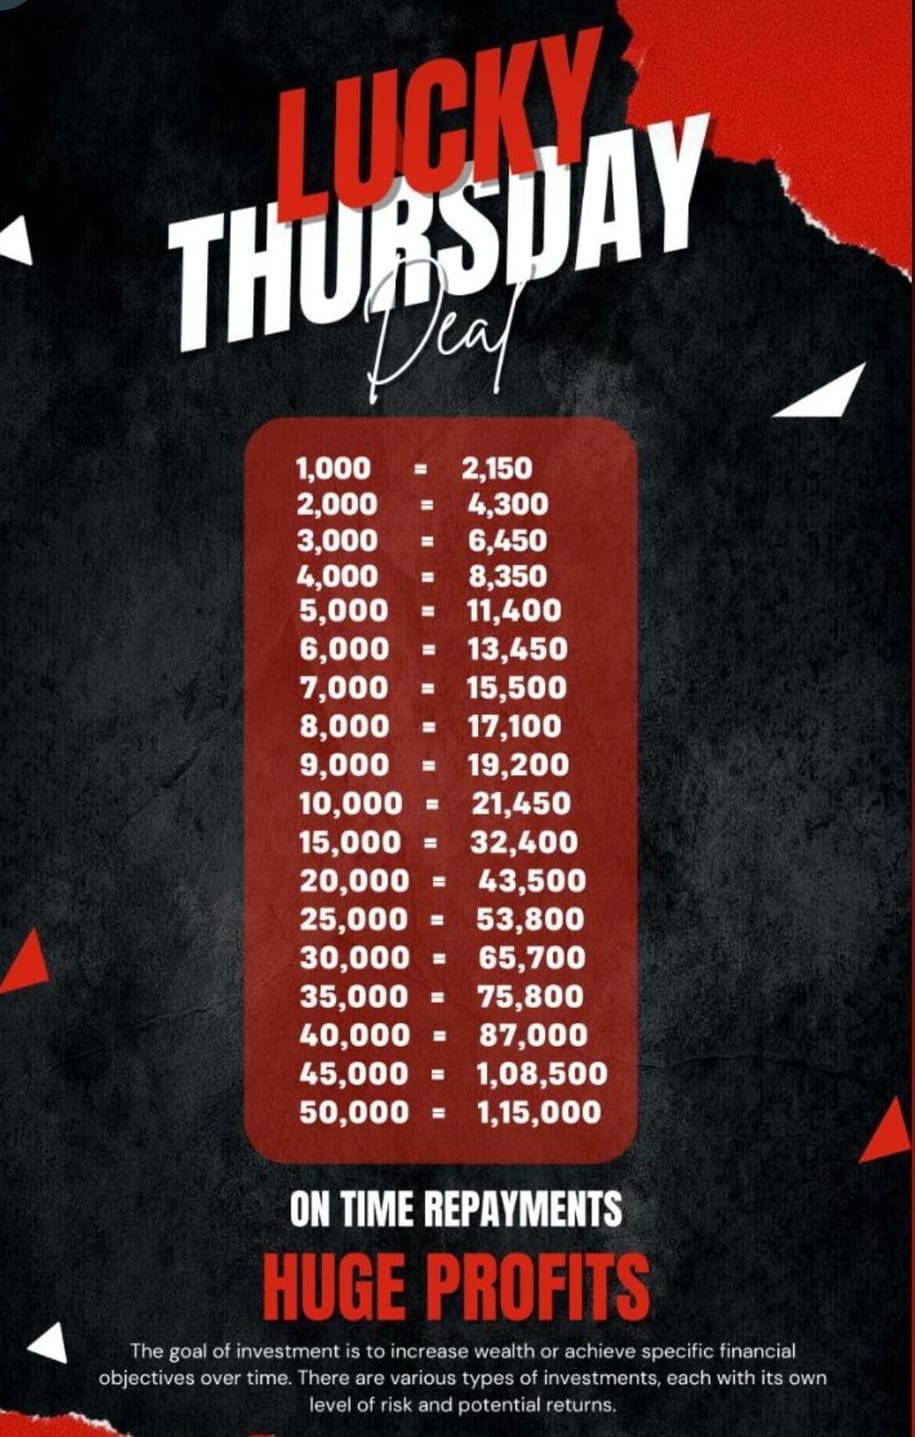 LUCKY
THURSDAY
Deal
1,000 = 2,150
2,000 = 4,300
3,000 = 6,450
4,000 = 8,350
5,000 = 11,400
6,000 = 13,450
7,000 = 15,500
8,000 = 17,100
9,000 = 19,200
10,000 = 21,450
15,000 = 32,400
20,000 = 43,500
25,000 = 53,800
30,000 = 65,700
35,000 = 75,800
40,000 = 87,000
45,000 = 1,08,500
50,000 = 1,15,000
ON TIME REPAYMENTS
HUGE PROFITS
The goal of investment is to increase wealth or achieve specific financial
objectives over time. There are various types of investments, each with its own
level of risk and potential returns.